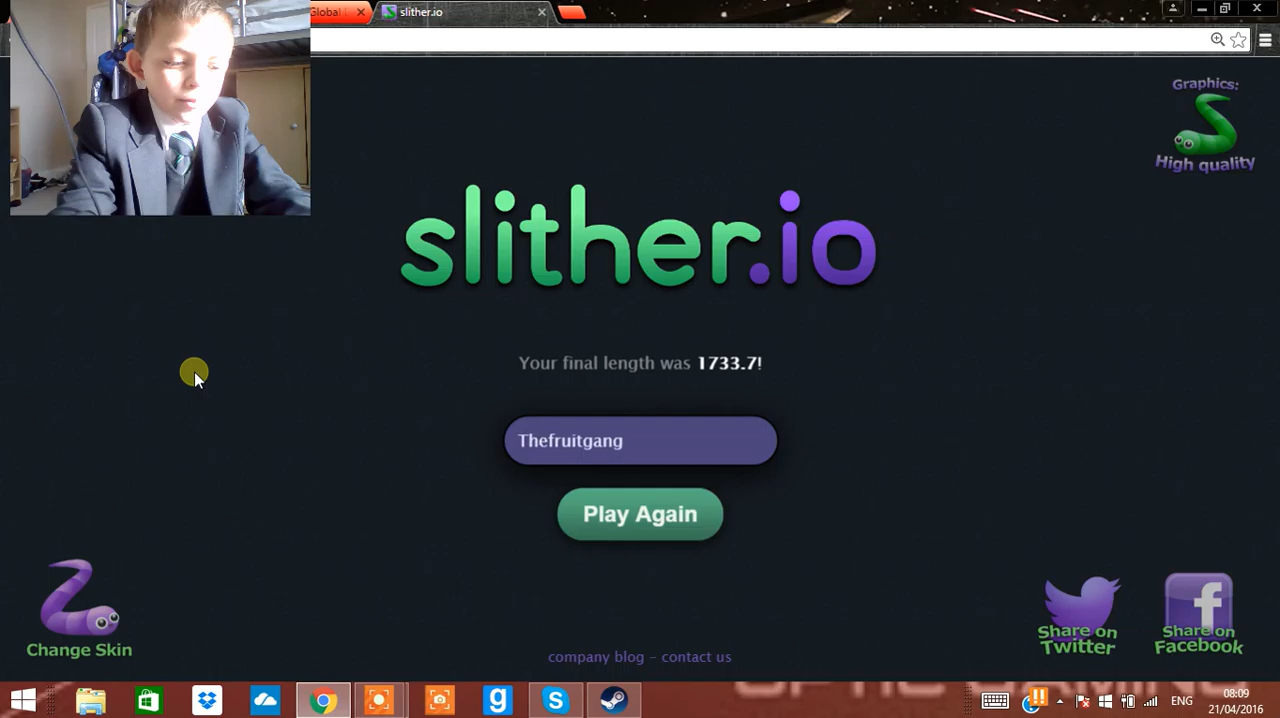 Global
slither.io
Graphics:
High quality
slither.io
Your final length was 1733.7!
Thefruitgang
Play Again
Change Skin
Share on
Twitter
Share on
Facebook
company blog – contact us
ENG
08:09
21/04/2016